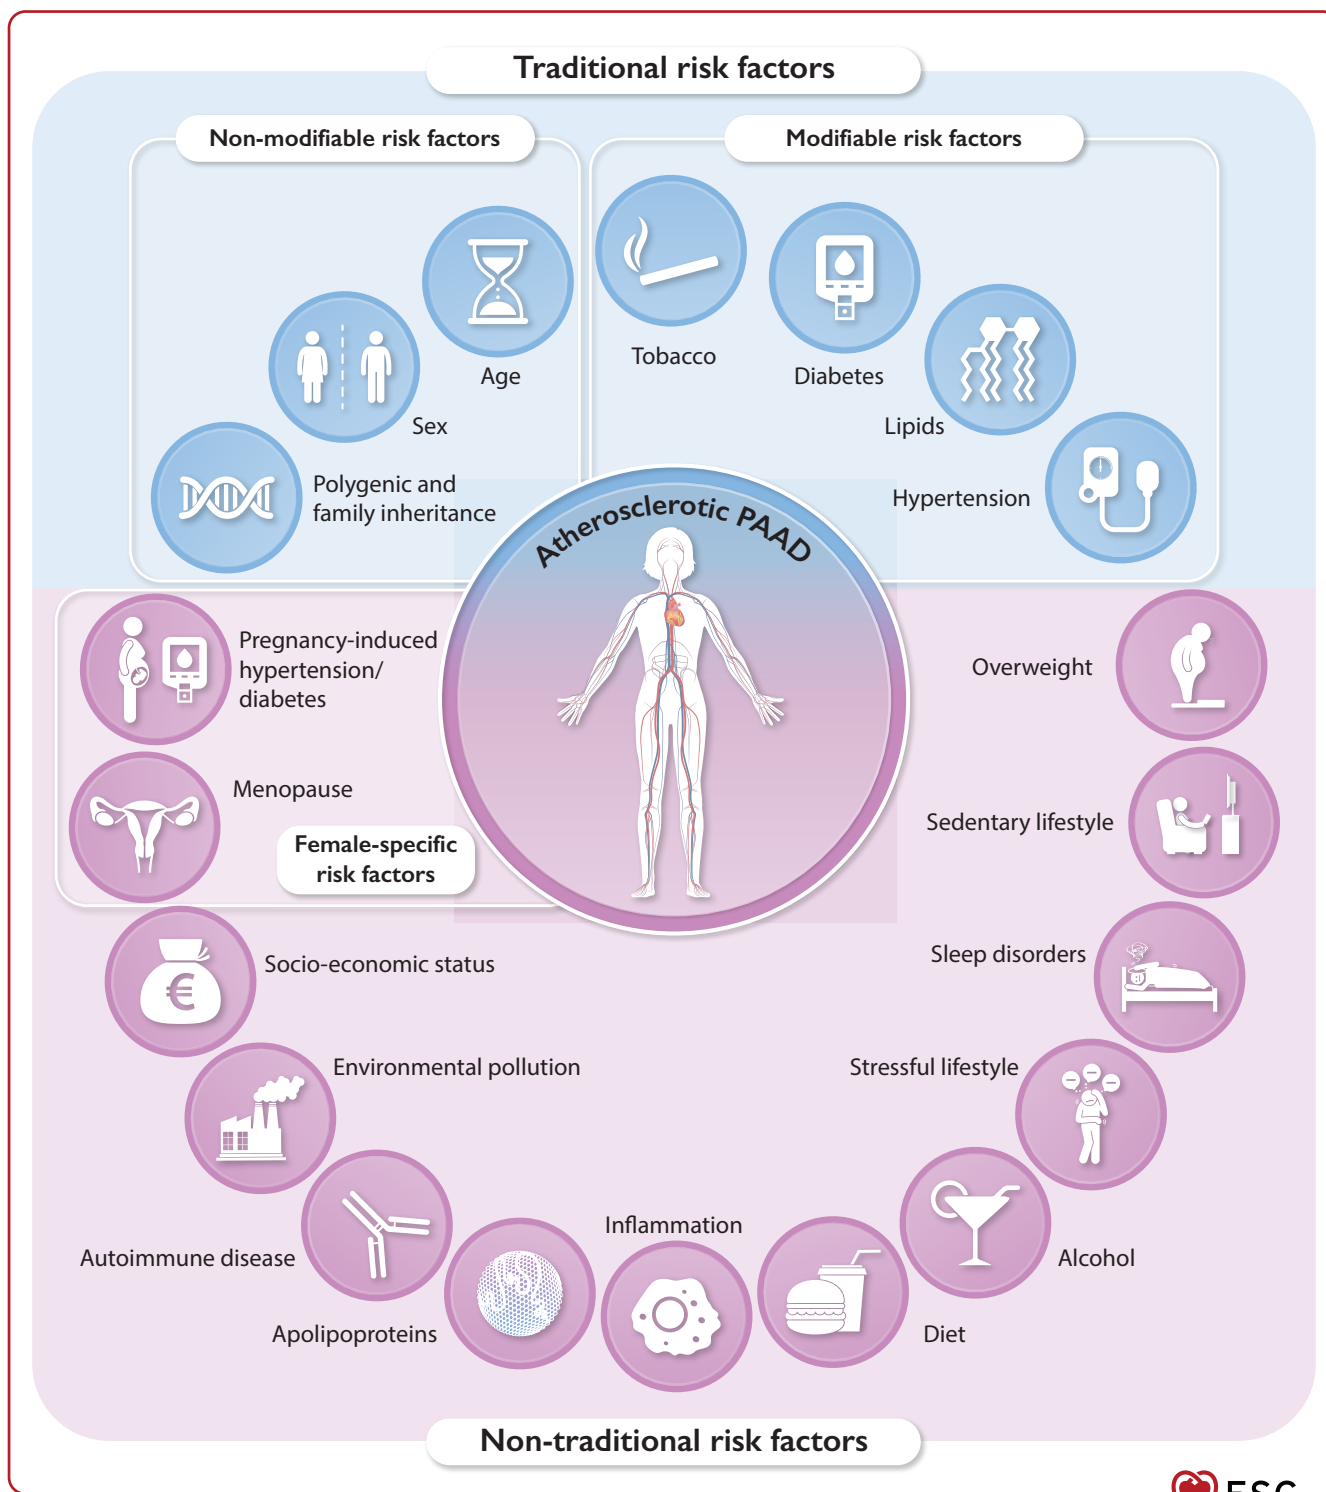 Traditional risk factors
Non-modifiable risk factors
Modifiable risk factors
Tobacco
Age
Diabetes
Sex
Lipids
Polygenic and
family inheritance
Hypertension
Atherosclerotic PAAD
Pregnancy-induced
hypertension/
diabetes
Overweight
Menopause
Sedentary lifestyle
Female-specific
risk factors
Socio-economic status
€
Sleep disorders
Environmental pollution
Stressful lifestyle
Inflammation
Autoimmune disease
Alcohol
Apolipoproteins
Diet
Non-traditional risk factors
ESC